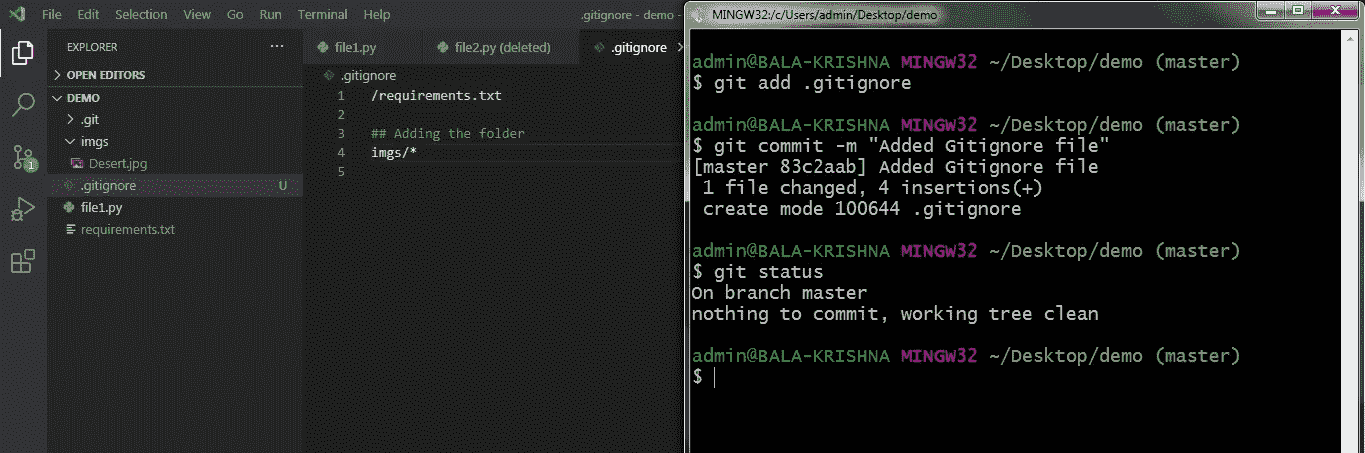 File Edit Selection View Go Run Terminal Help
.gitignore - demo -
EXPLORER
OPEN EDITORS
DEMO
.git
imgs
Desert.jpg
.gitignore U
file1.py
requirements.txt
1
file1.py file2.py (deleted) .gitignore
.gitignore
1 /requirements.txt
2
3 ## Adding the folder
4 imgs/*
5
MINGW32:/c/Users/admin/Desktop/demo
admin@BALA-KRISHNA MINGW32 ~/Desktop/demo (master)
$ git add .gitignore
admin@BALA-KRISHNA MINGW32 ~/Desktop/demo (master)
$ git commit -m "Added Gitignore file"
[master 83c2aab] Added Gitignore file
1 file changed, 4 insertions(+)
create mode 100644 .gitignore
admin@BALA-KRISHNA MINGW32 ~/Desktop/demo (master)
$ git status
On branch master
nothing to commit, working tree clean
admin@BALA-KRISHNA MINGW32 ~/Desktop/demo (master)
$